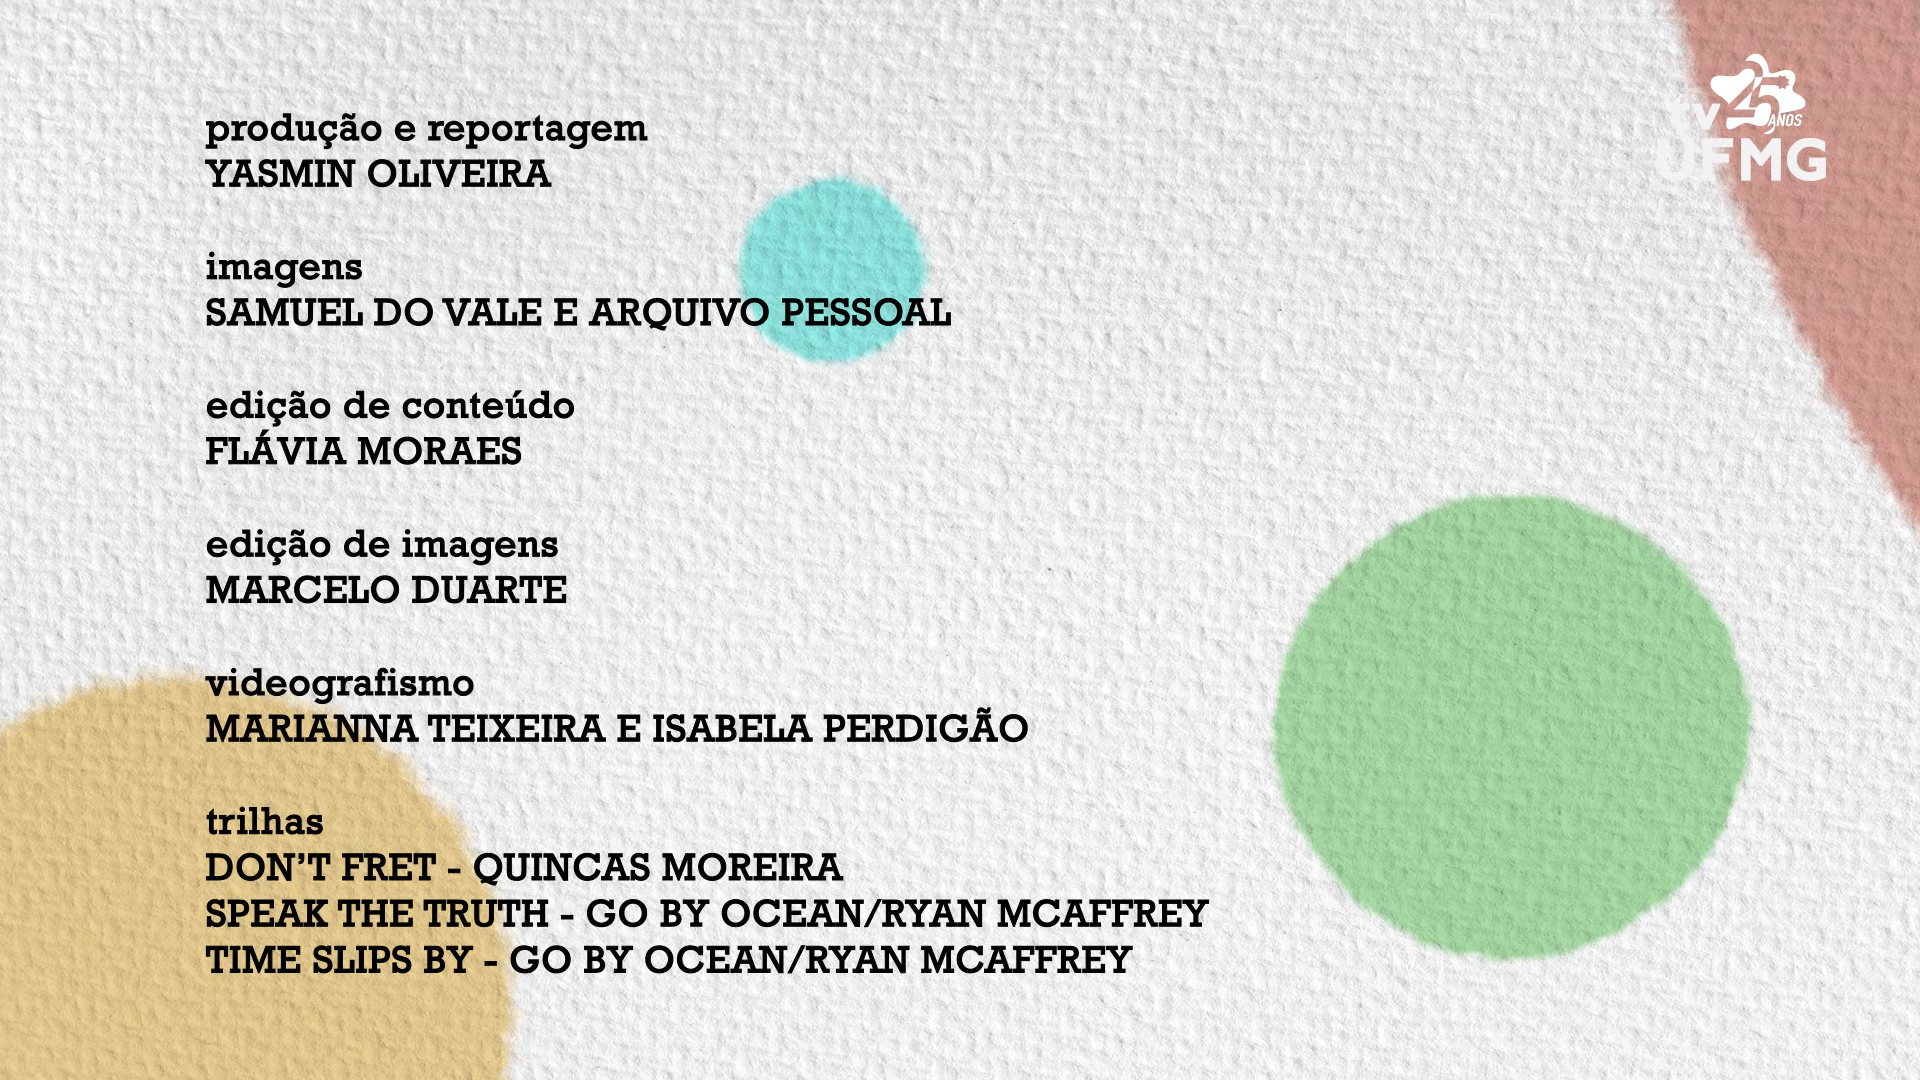 produção e reportagem
YASMIN OLIVEIRA
imagens
SAMUEL DO VALE E ARQUIVO PESSOAL
edição de conteúdo
FLÁVIA MORAES
edição de imagens
MARCELO DUARTE
videografismo
MARIANNA TEIXEIRA E ISABELA PERDIGÃO
trilhas
DON'T FRET - QUINCAS MOREIRA
SPEAK THE TRUTH - GO BY OCEAN/RYAN MCAFFREY
TIME SLIPS BY - GO BY OCEAN/RYAN MCAFFREY
tv 25 ANOS
UFMG